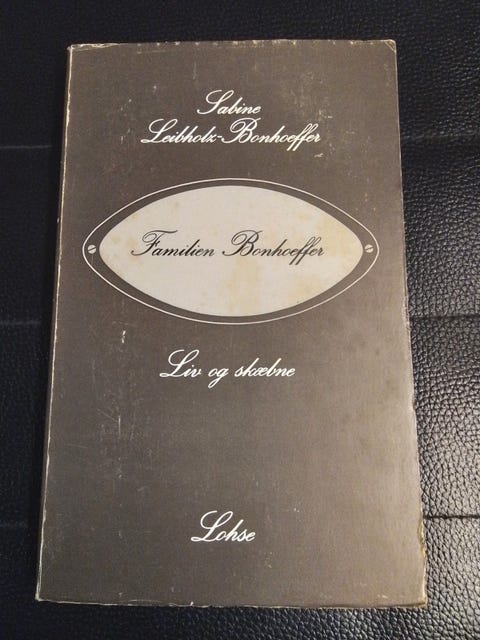 Sabine
Leibholz-Bonhoeffer
Familien Bonhoeffer
Liv og skæbne
Lohse